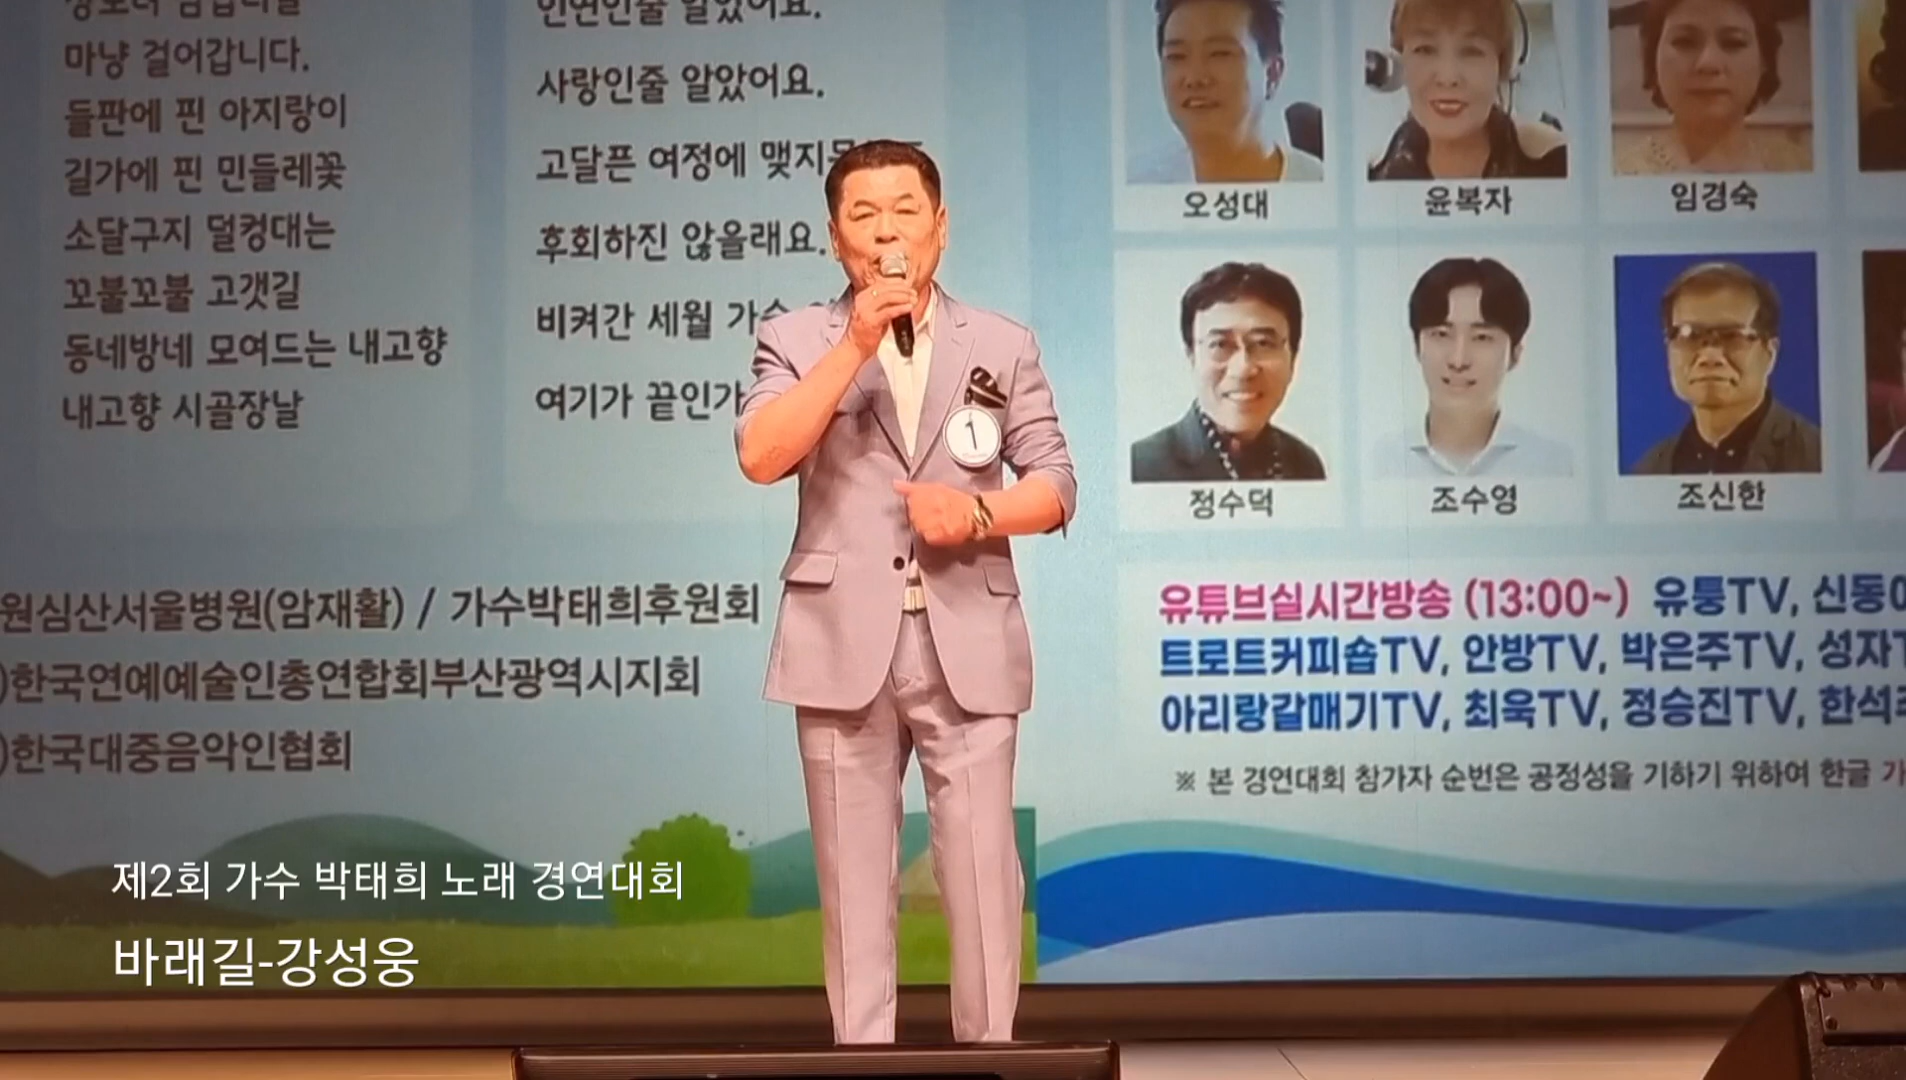 마냥 걸어갑니다.
들판에 핀 아지랑이
길가에 핀 민들레꽃
소달구지 덜컹대는
꼬불꼬불 고갯길
동네방네 모여드는 내고향
내고향 시골장날
인연인줄 알았어요.
사랑인줄 알았어요.
고달픈 여정에 맺지
후회하진 않을래요.
비켜간 세월
여기가 끝인가
오성대
윤복자
임경숙
정수덕
조수영
조신한
1
원심산서울병원(암재활) / 가수박태희후원회
)한국연예예술인총연합회부산광역시지회
)한국대중음악인협회
유튜브실시간방송 (13:00~) 유통TV,
트로트커피숍TV, 안방TV, 박은주TV, 성자
아리랑갈매기TV, 최욱TV, 정승진TV, 한석
※ 본 경연대회 참가자 순번은 공정성을 기하기 위하여 한글
제2회 가수 박태희 노래 경연대회
바래길-강성웅